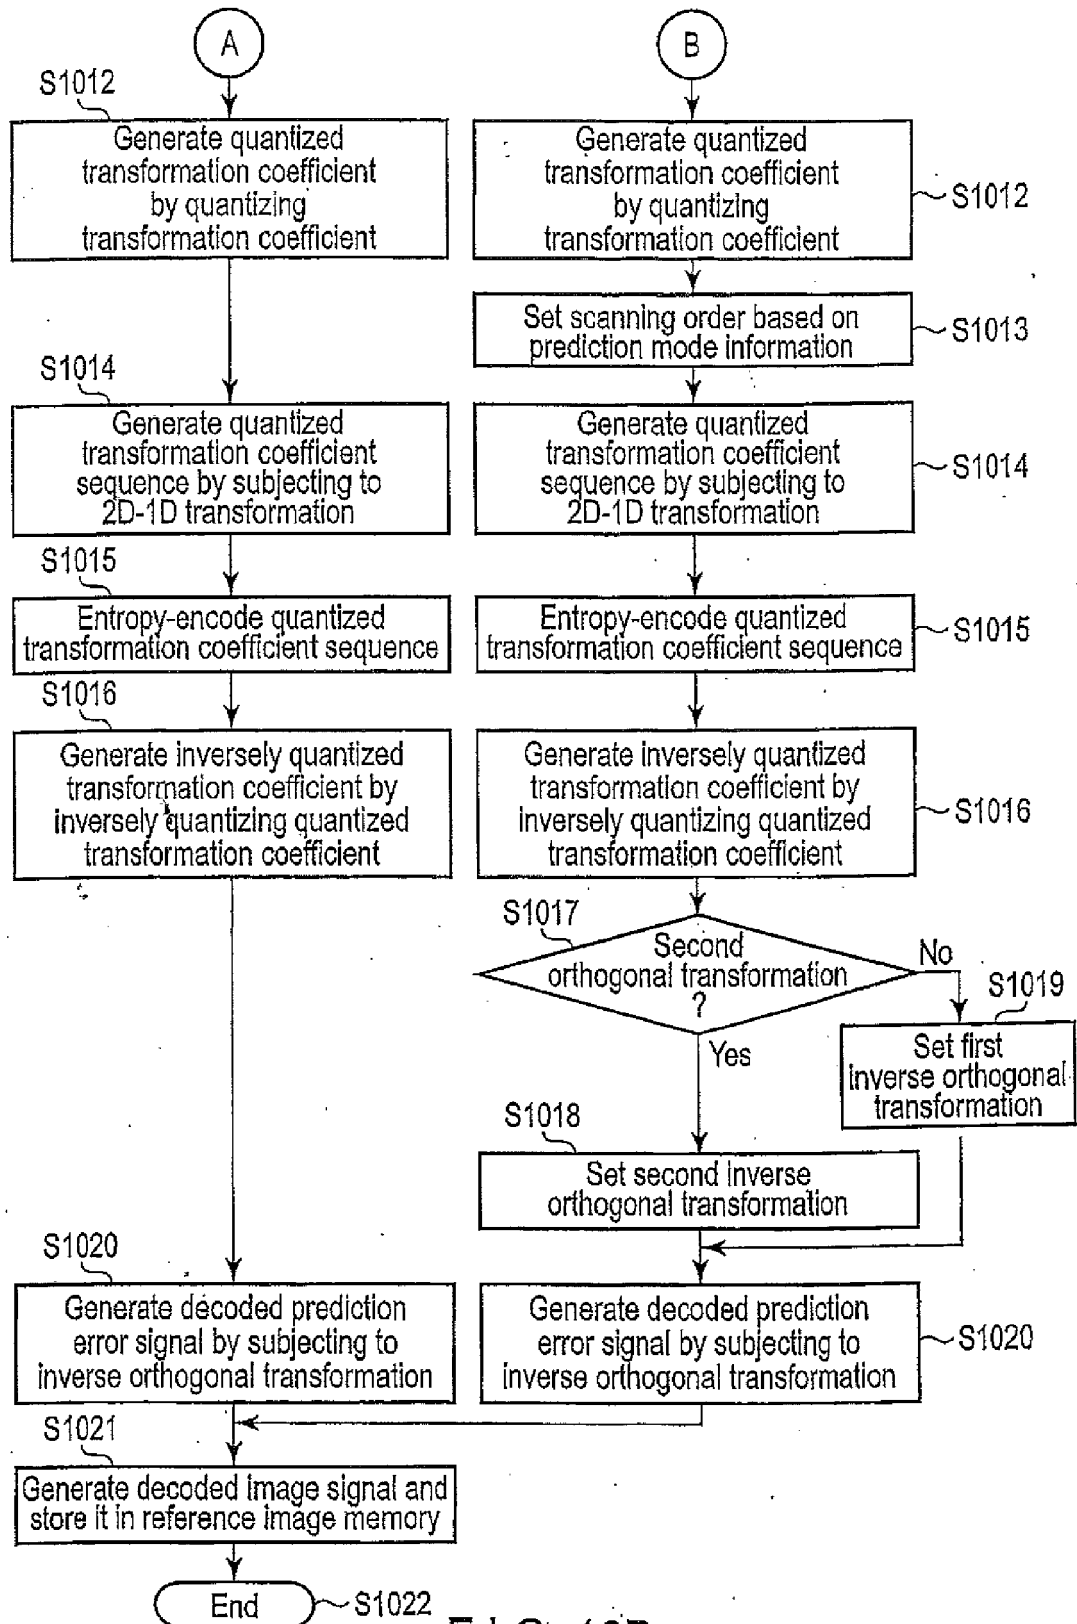 A
B
S1012
Generate quantized
transformation coefficient
by quantizing
transformation coefficient
Generate quantized
transformation coefficient
by quantizing
transformation coefficient
S1012
Set scanning order based on
prediction mode information
S1013
S1014
Generate quantized
transformation coefficient
sequence by subjecting to
2D-1D transformation
Generate quantized
transformation coefficient
sequence by subjecting to
2D-1D transformation
S1014
S1015
Entropy-encode quantized
transformation coefficient sequence
Entropy-encode quantized
transformation coefficient sequence
S1015
S1016
Generate inversely quantized
transformation coefficient by
inversely quantizing quantized
transformation coefficient
Generate inversely quantized
transformation coefficient by
inversely quantizing quantized
transformation coefficient
S1016
S1017
Second
orthogonal transformation
?
No
S1019
Set first
inverse orthogonal
transformation
Yes
S1018
Set second inverse
orthogonal transformation
S1020
Generate decoded prediction
error signal by subjecting to
inverse orthogonal transformation
Generate decoded prediction
error signal by subjecting to
inverse orthogonal transformation
S1020
S1021
Generate decoded image signal and
store it in reference image memory
End
S1022